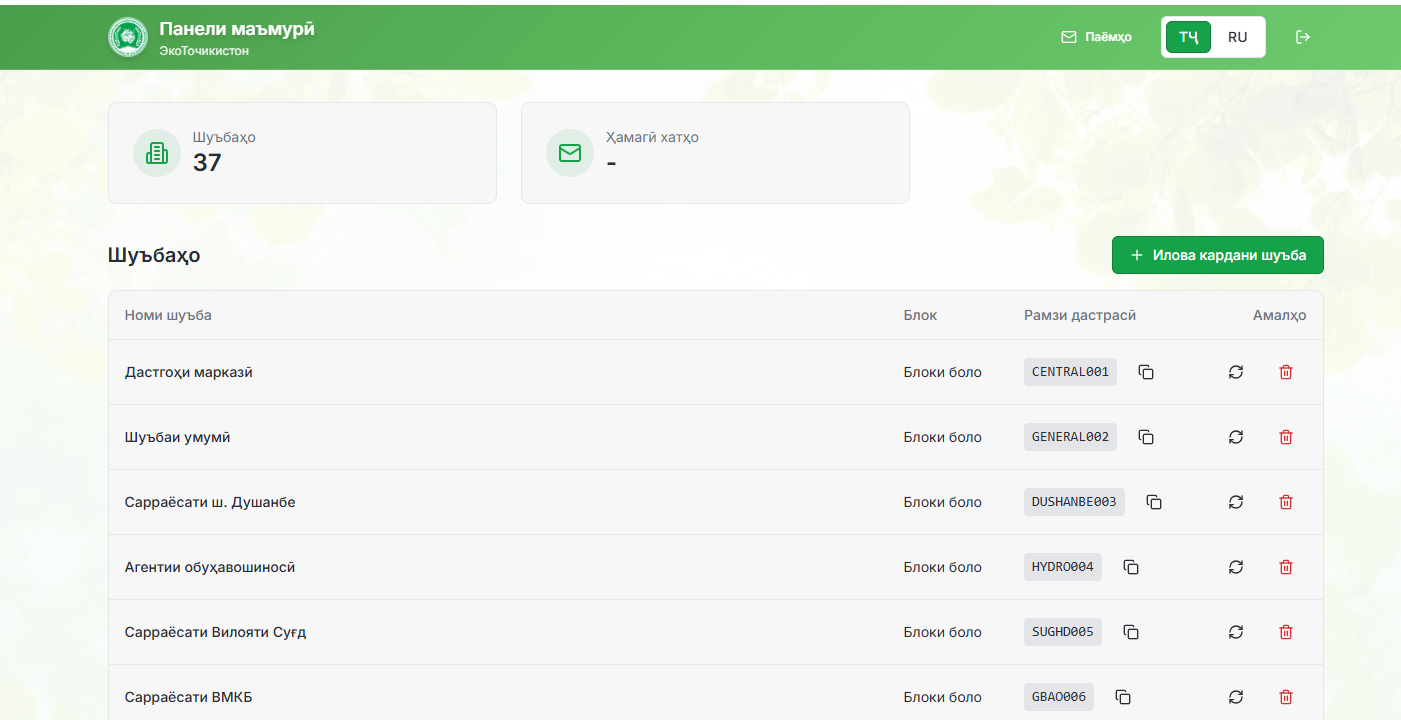 Панели маъмурӣ
ЭкоТоҷикистон
Паёмҳо
ТҶ RU
Шуъбаҳо
37
Ҳамагӣ хатҳо
-
Шуъбаҳо
Илова кардани шуъба
Номи шуъба Блок Рамзи дастрасӣ Амалҳо
Дастгоҳи марказӣ Блоки боло CENTRAL001
Шуъбаи умумӣ Блоки боло GENERAL002
Сарраёсати ш. Душанбе Блоки боло DUSHANBE003
Агентии обуҳавошиносӣ Блоки боло HYDRO004
Сарраёсати Вилояти Суғд Блоки боло SUGHD005
Сарраёсати ВМКБ Блоки боло GBAO006